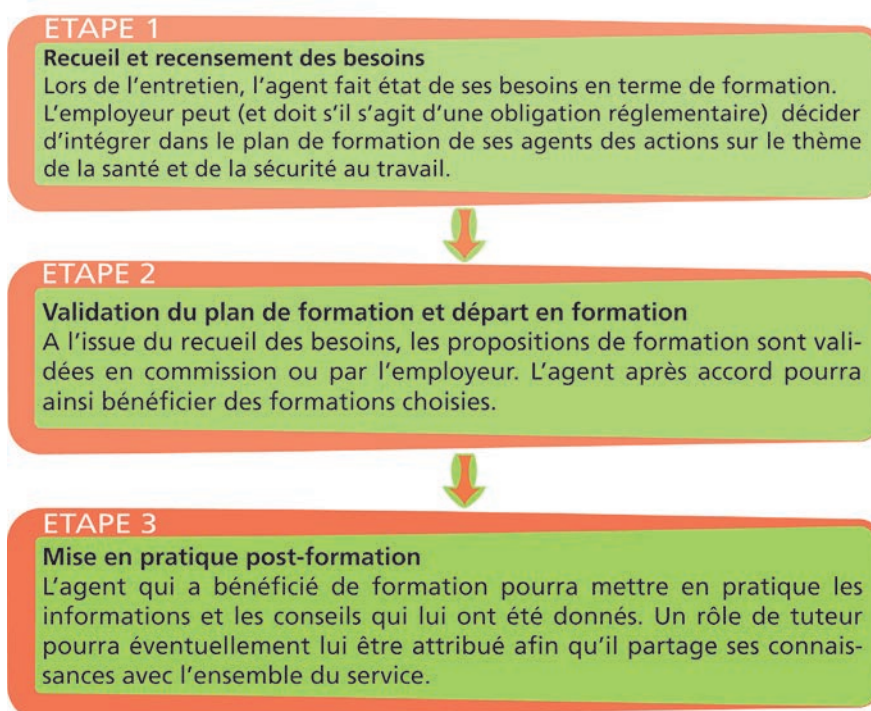 ETAPE 1
Recueil et recensement des besoins
Lors de l'entretien, l'agent fait état de ses besoins en terme de formation.
L'employeur peut (et doit s'il s'agit d'une obligation réglementaire) décider
d'intégrer dans le plan de formation de ses agents des actions sur le thème
de la santé et de la sécurité au travail.
ETAPE 2
Validation du plan de formation et départ en formation
A l'issue du recueil des besoins, les propositions de formation sont vali-
dées en commission ou par l'employeur. L'agent après accord pourra
ainsi bénéficier des formations choisies.
ETAPE 3
Mise en pratique post-formation
L'agent qui a bénéficié de formation pourra mettre en pratique les
informations et les conseils qui lui ont été donnés. Un rôle de tuteur
pourra éventuellement lui être attribué afin qu'il partage ses connais-
sances avec l'ensemble du service.